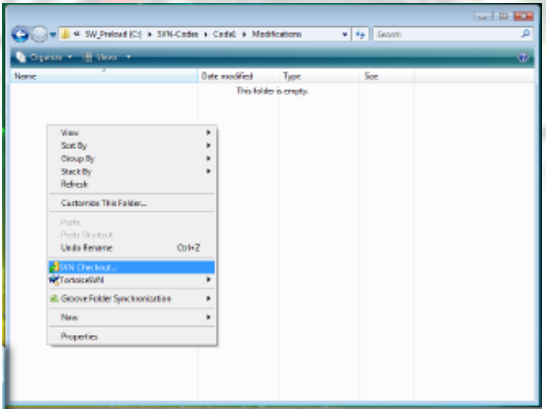 « SW_Preload (C:) ▸ SVN-Codes ▸ Code1 ▸ Modifications
Search
Organize Views
Name Date modified Type Size
This folder is empty.
View
Sort By
Group By
Stack By
Refresh
Customize This Folder...
Paste
Paste Shortcut
Undo Rename Ctrl+Z
SVN Checkout...
TortoiseSVN
Groove Folder Synchronization
New
Properties